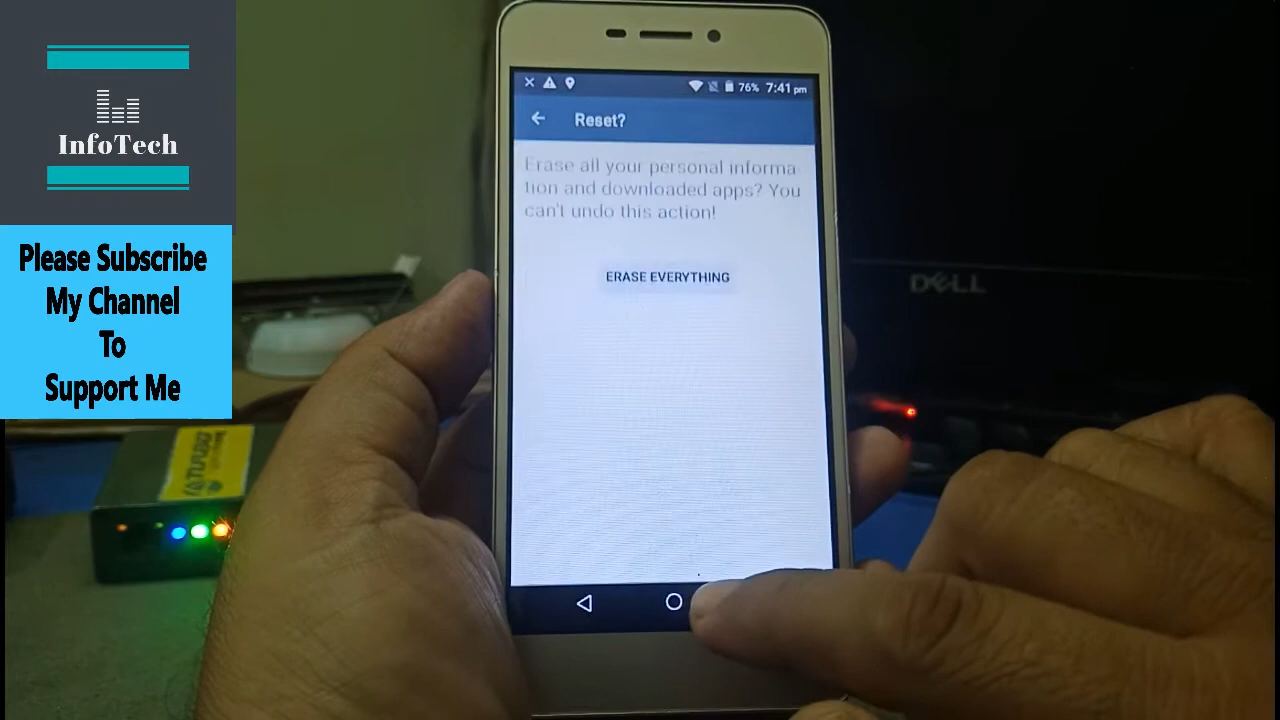 InfoTech
Please Subscribe
My Channel
To
Support Me
76% 7:41 pm
Reset?
Erase all your personal informa-
tion and downloaded apps? You
can't undo this action!
ERASE EVERYTHING
DELL